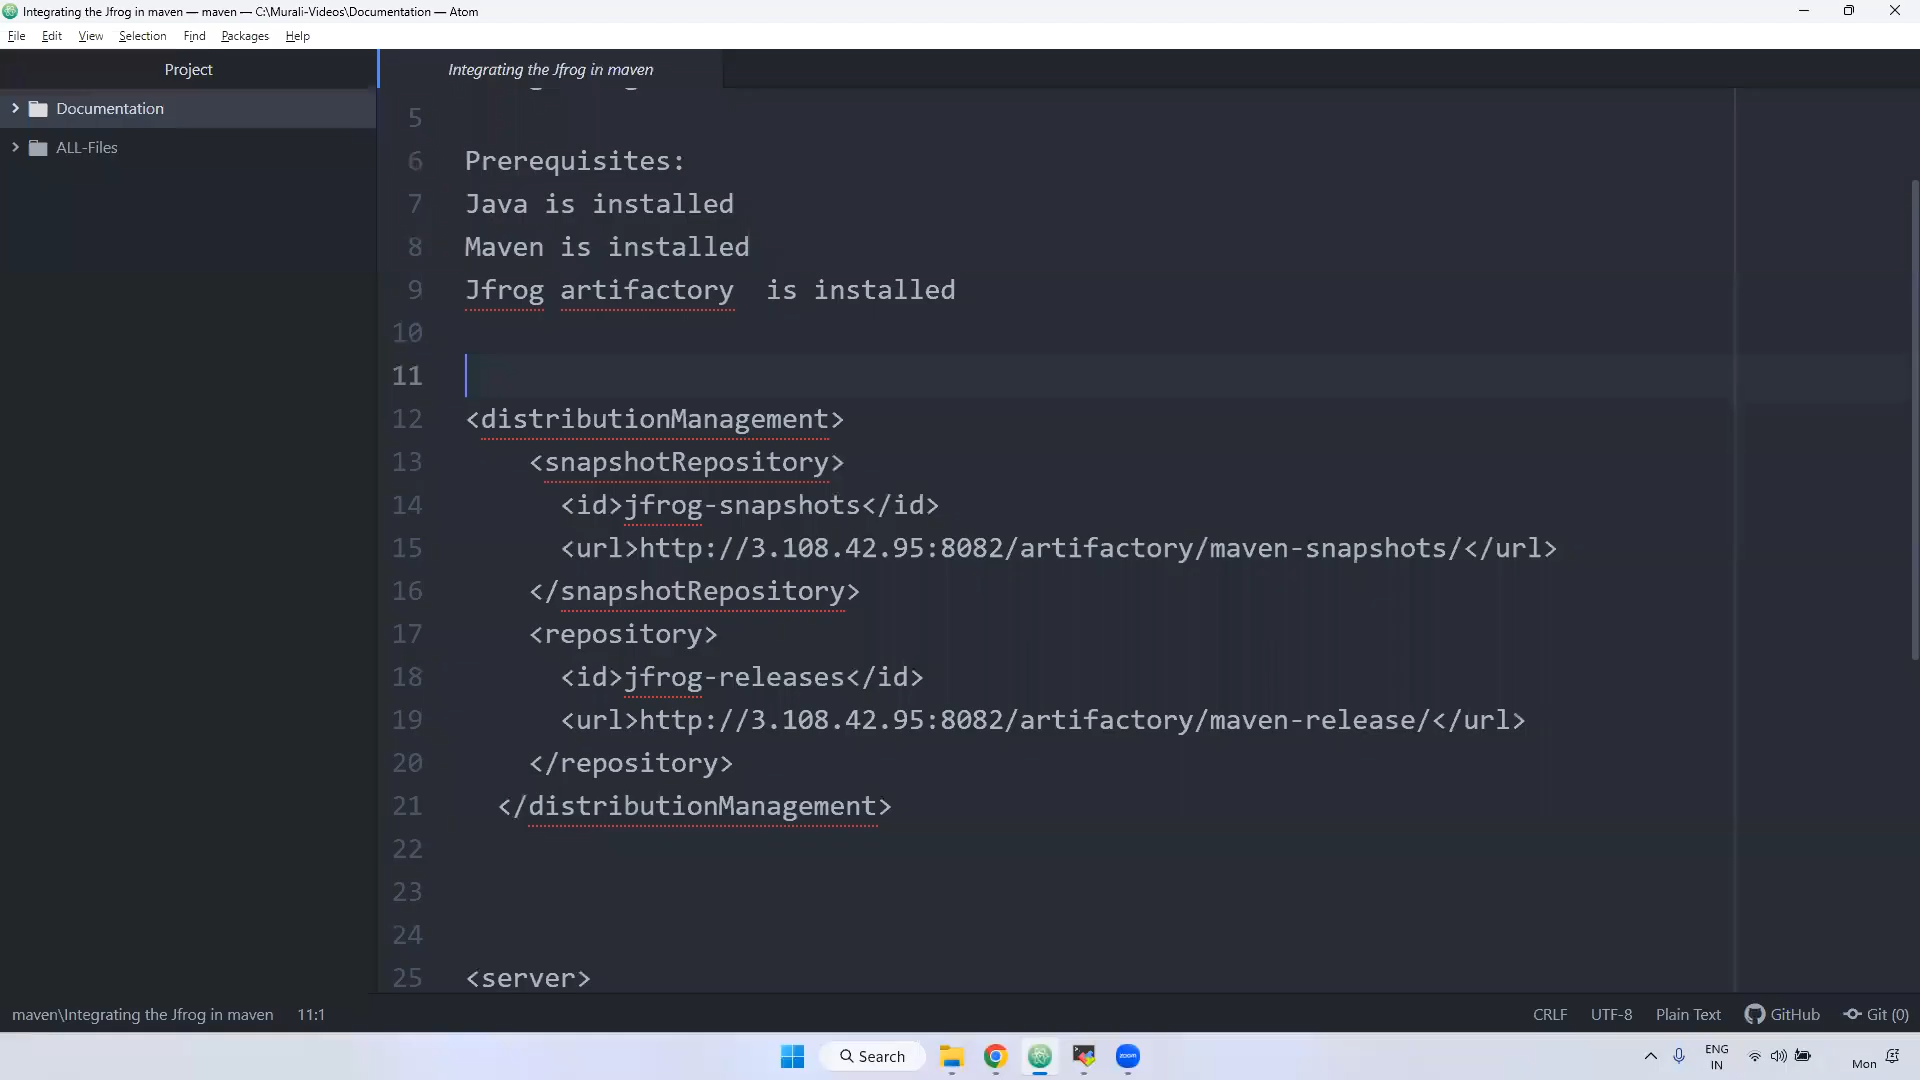 Integrating the Jfrog in maven — maven — C:\Murali-Videos\Documentation — Atom
File Edit View Selection Find Packages Help
Project
Integrating the Jfrog in maven
Documentation
ALL-Files
5
6 Prerequisites:
7 Java is installed
8 Maven is installed
9 Jfrog artifactory  is installed
10
11
12 <distributionManagement>
13     <snapshotRepository>
14       <id>jfrog-snapshots</id>
15       <url>http://3.108.42.95:8082/artifactory/maven-snapshots/</url>
16     </snapshotRepository>
17     <repository>
18       <id>jfrog-releases</id>
19       <url>http://3.108.42.95:8082/artifactory/maven-release/</url>
20     </repository>
21   </distributionManagement>
22
23
24
25 <server>
maven\Integrating the Jfrog in maven 11:1 CRLF UTF-8 Plain Text GitHub Git (0)
Search zoom ENG IN Mon